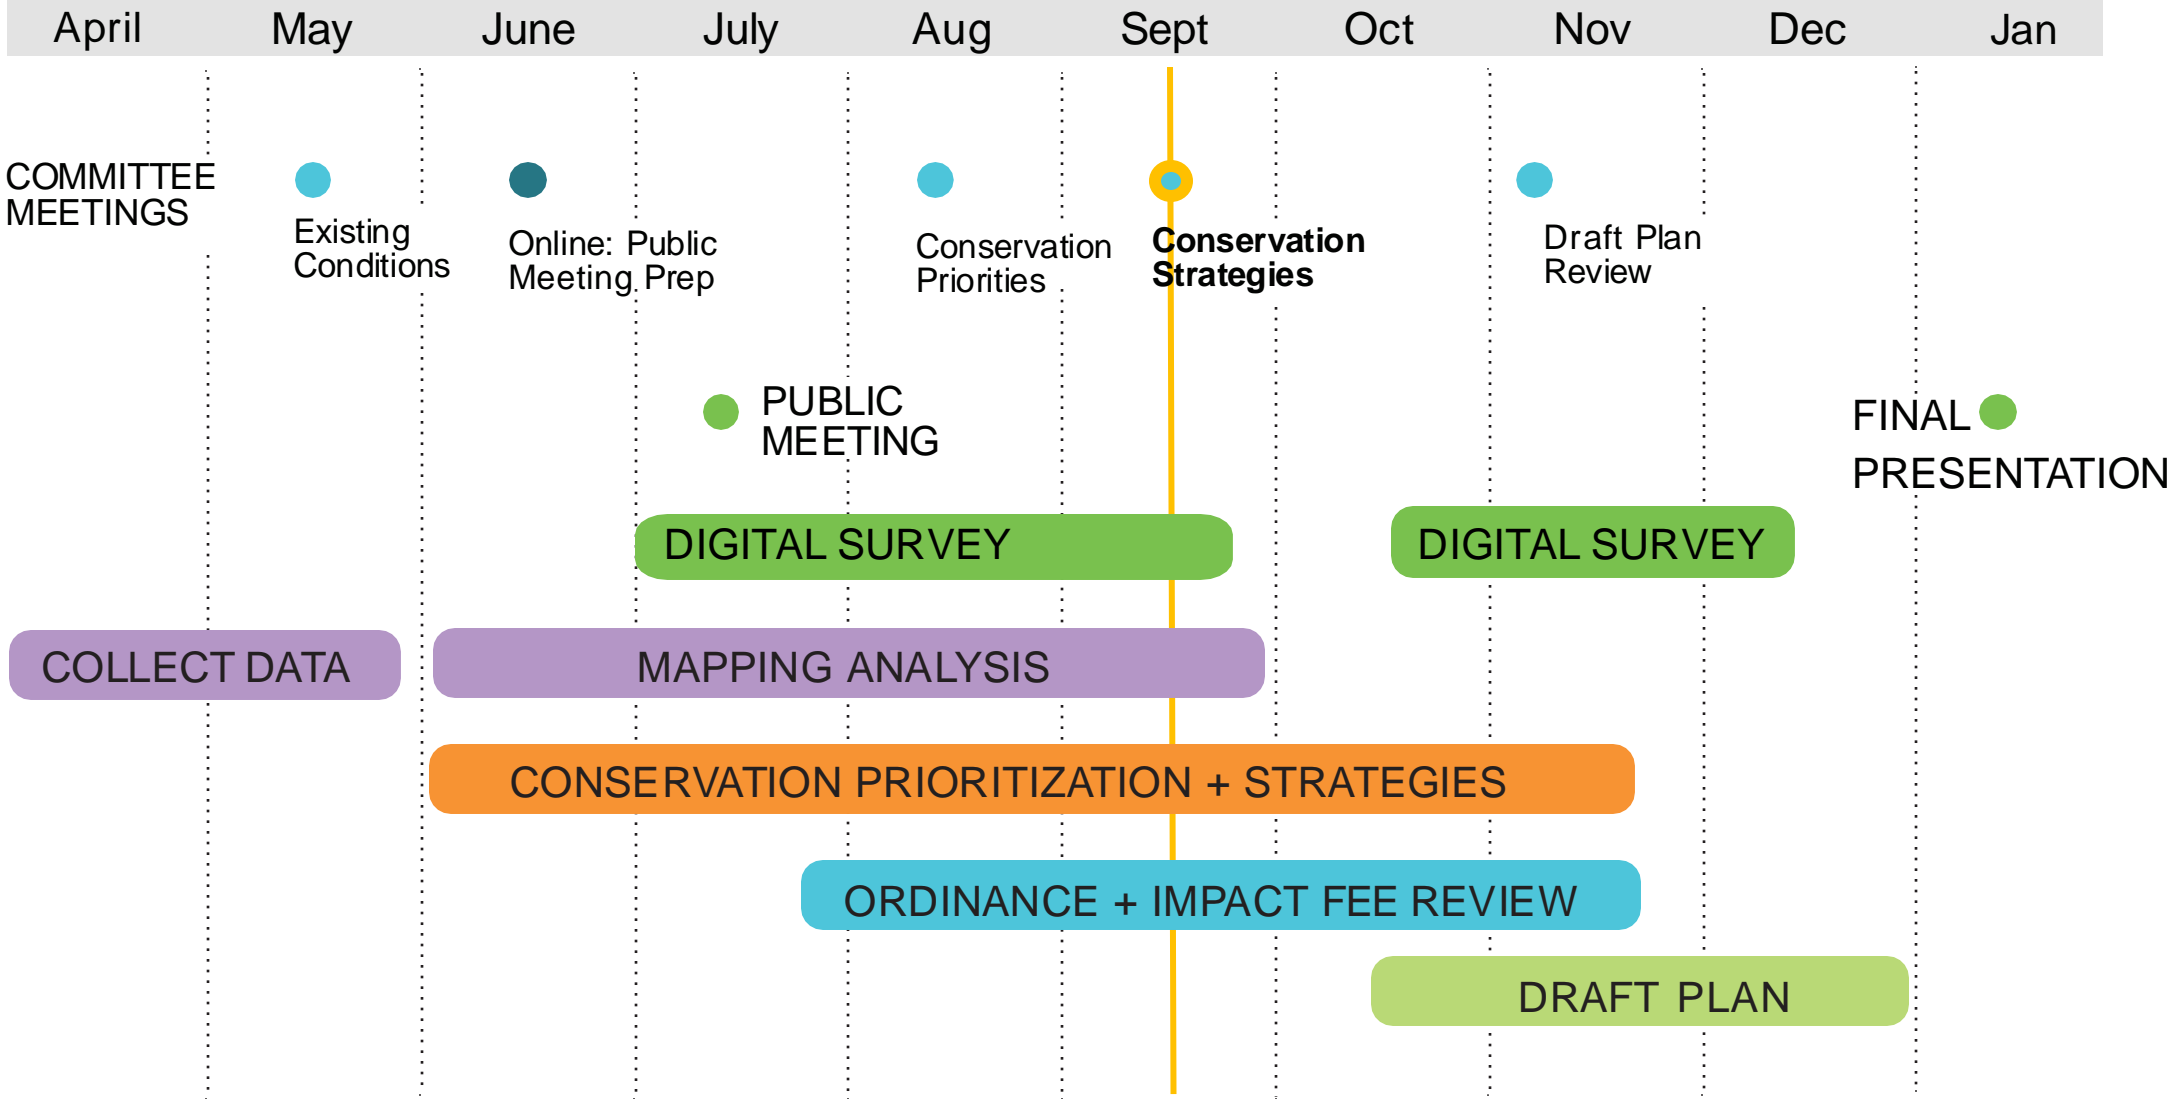 April May June July Aug Sept Oct Nov Dec Jan
COMMITTEE
MEETINGS
Existing
Conditions
Online: Public
Meeting Prep
Conservation
Priorities
Conservation
Strategies
Draft Plan
Review
PUBLIC
MEETING
FINAL
PRESENTATION
DIGITAL SURVEY
DIGITAL SURVEY
COLLECT DATA
MAPPING ANALYSIS
CONSERVATION PRIORITIZATION + STRATEGIES
ORDINANCE + IMPACT FEE REVIEW
DRAFT PLAN